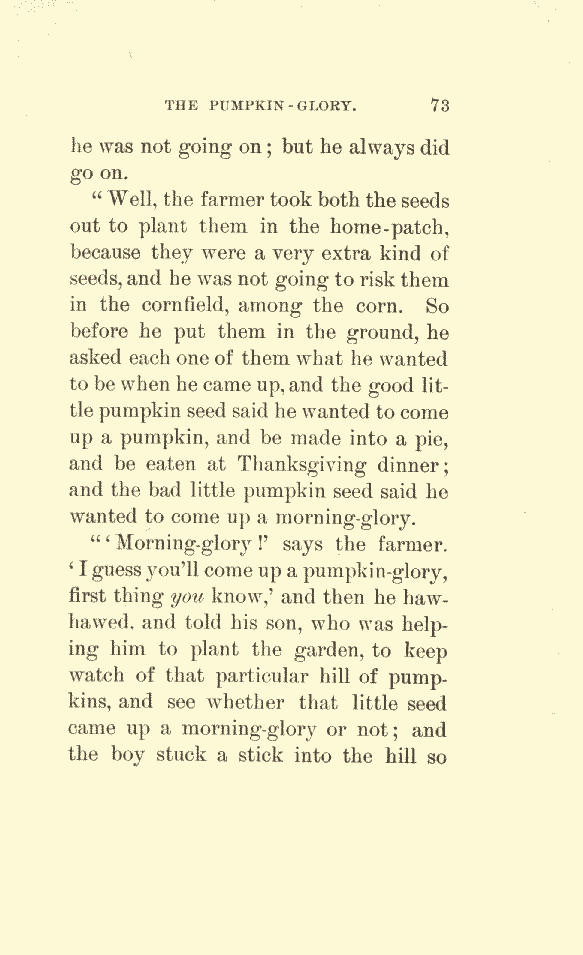 THE PUMPKIN-GLORY. 73
he was not going on; but he always did
go on.
“Well, the farmer took both the seeds
out to plant them in the home-patch,
because they were a very extra kind of
seeds, and he was not going to risk them
in the cornfield, among the corn. So
before he put them in the ground, he
asked each one of them what he wanted
to be when he came up, and the good lit-
tle pumpkin seed said he wanted to come
up a pumpkin, and be made into a pie,
and be eaten at Thanksgiving dinner;
and the bad little pumpkin seed said he
wanted to come up a morning-glory.
“‘Morning-glory!’ says the farmer.
‘I guess you’ll come up a pumpkin-glory,
first thing you know,’ and then he haw-
hawed, and told his son, who was help-
ing him to plant the garden, to keep
watch of that particular hill of pump-
kins, and see whether that little seed
came up a morning-glory or not; and
the boy stuck a stick into the hill so